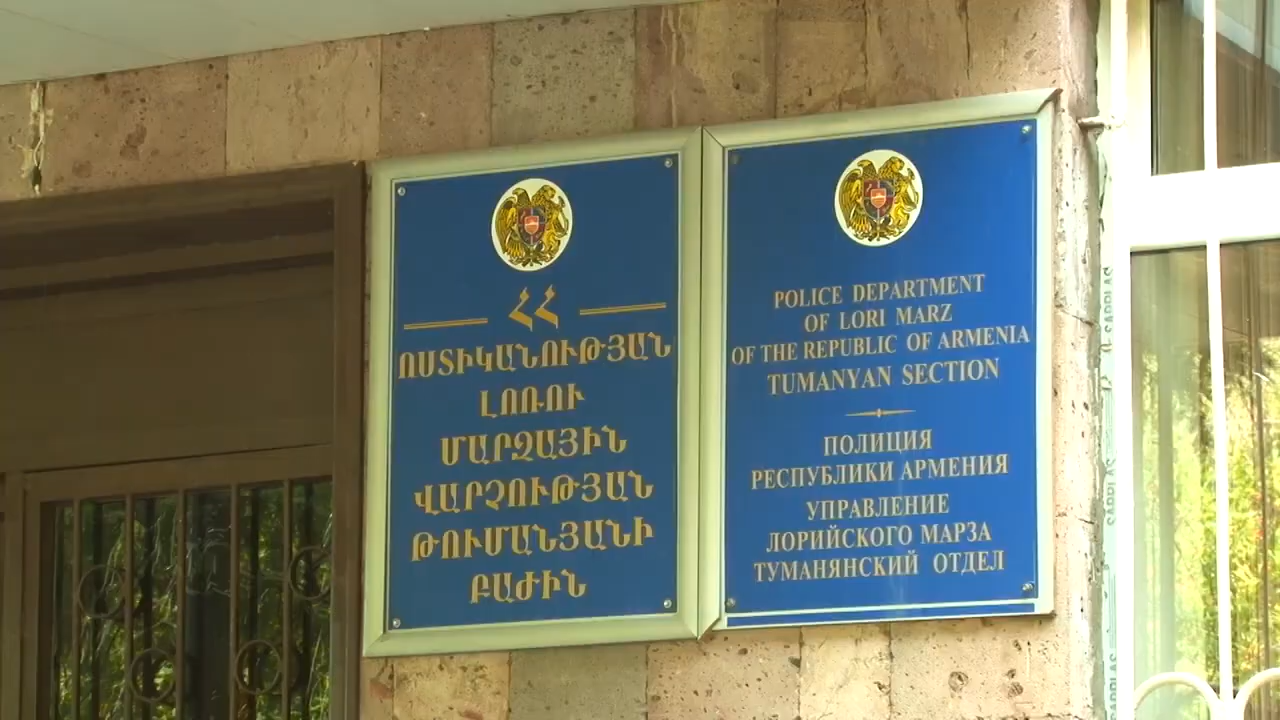 ՀՀ
ՈՍՏԻԿԱՆՈՒԹՅԱՆ
ԼՈՌՈՒ
ՄԱՐԶԱՅԻՆ
ՎԱՐՉՈՒԹՅԱՆ
ԹՈՒՄԱՆՅԱՆԻ
ԲԱԺԻՆ
POLICE DEPARTMENT
OF LORI MARZ
OF THE REPUBLIC OF ARMENIA
TUMANYAN SECTION
ПОЛИЦИЯ
РЕСПУБЛИКИ АРМЕНИЯ
УПРАВЛЕНИЕ
ЛОРИЙСКОГО МАРЗА
ТУМАНЯНСКИЙ ОТДЕЛ